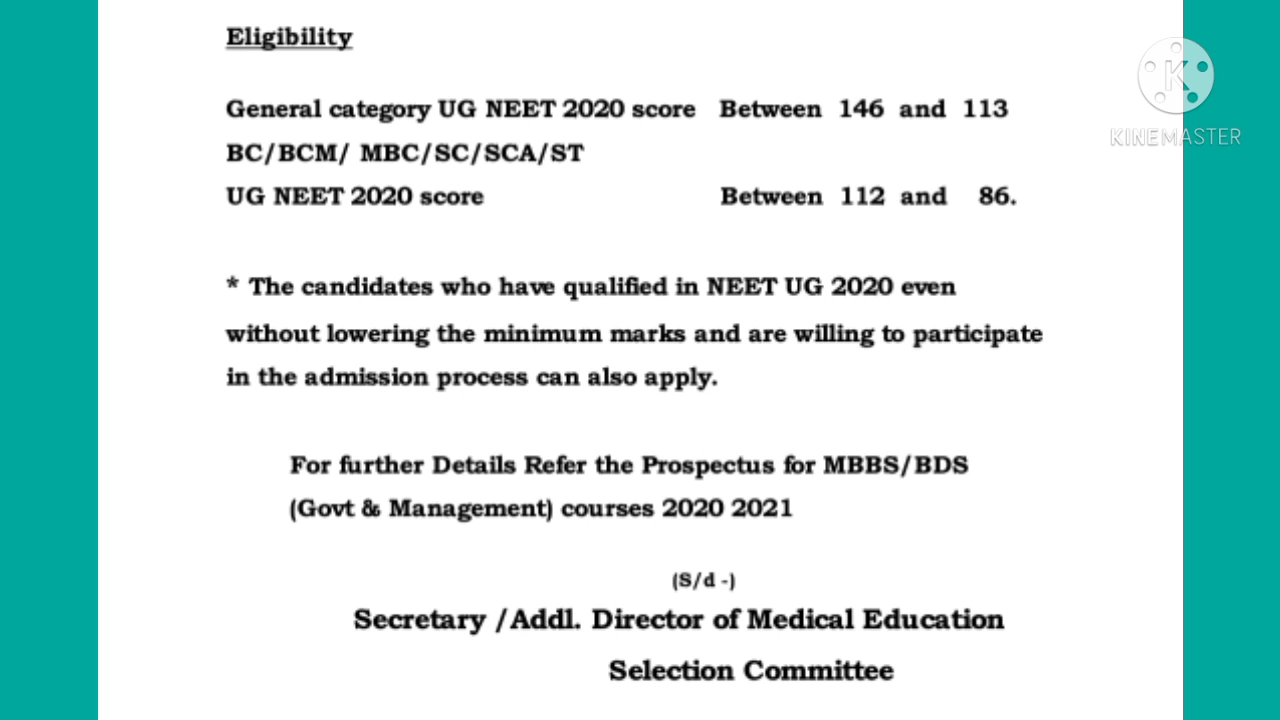 Eligibility
General category UG NEET 2020 score Between 146 and 113
BC/BCM/ MBC/SC/SCA/ST
UG NEET 2020 score Between 112 and 86.
* The candidates who have qualified in NEET UG 2020 even
without lowering the minimum marks and are willing to participate
in the admission process can also apply.
For further Details Refer the Prospectus for MBBS/BDS
(Govt & Management) courses 2020 2021
(S/d -)
Secretary /Addl. Director of Medical Education
Selection Committee
K
KINEMASTER